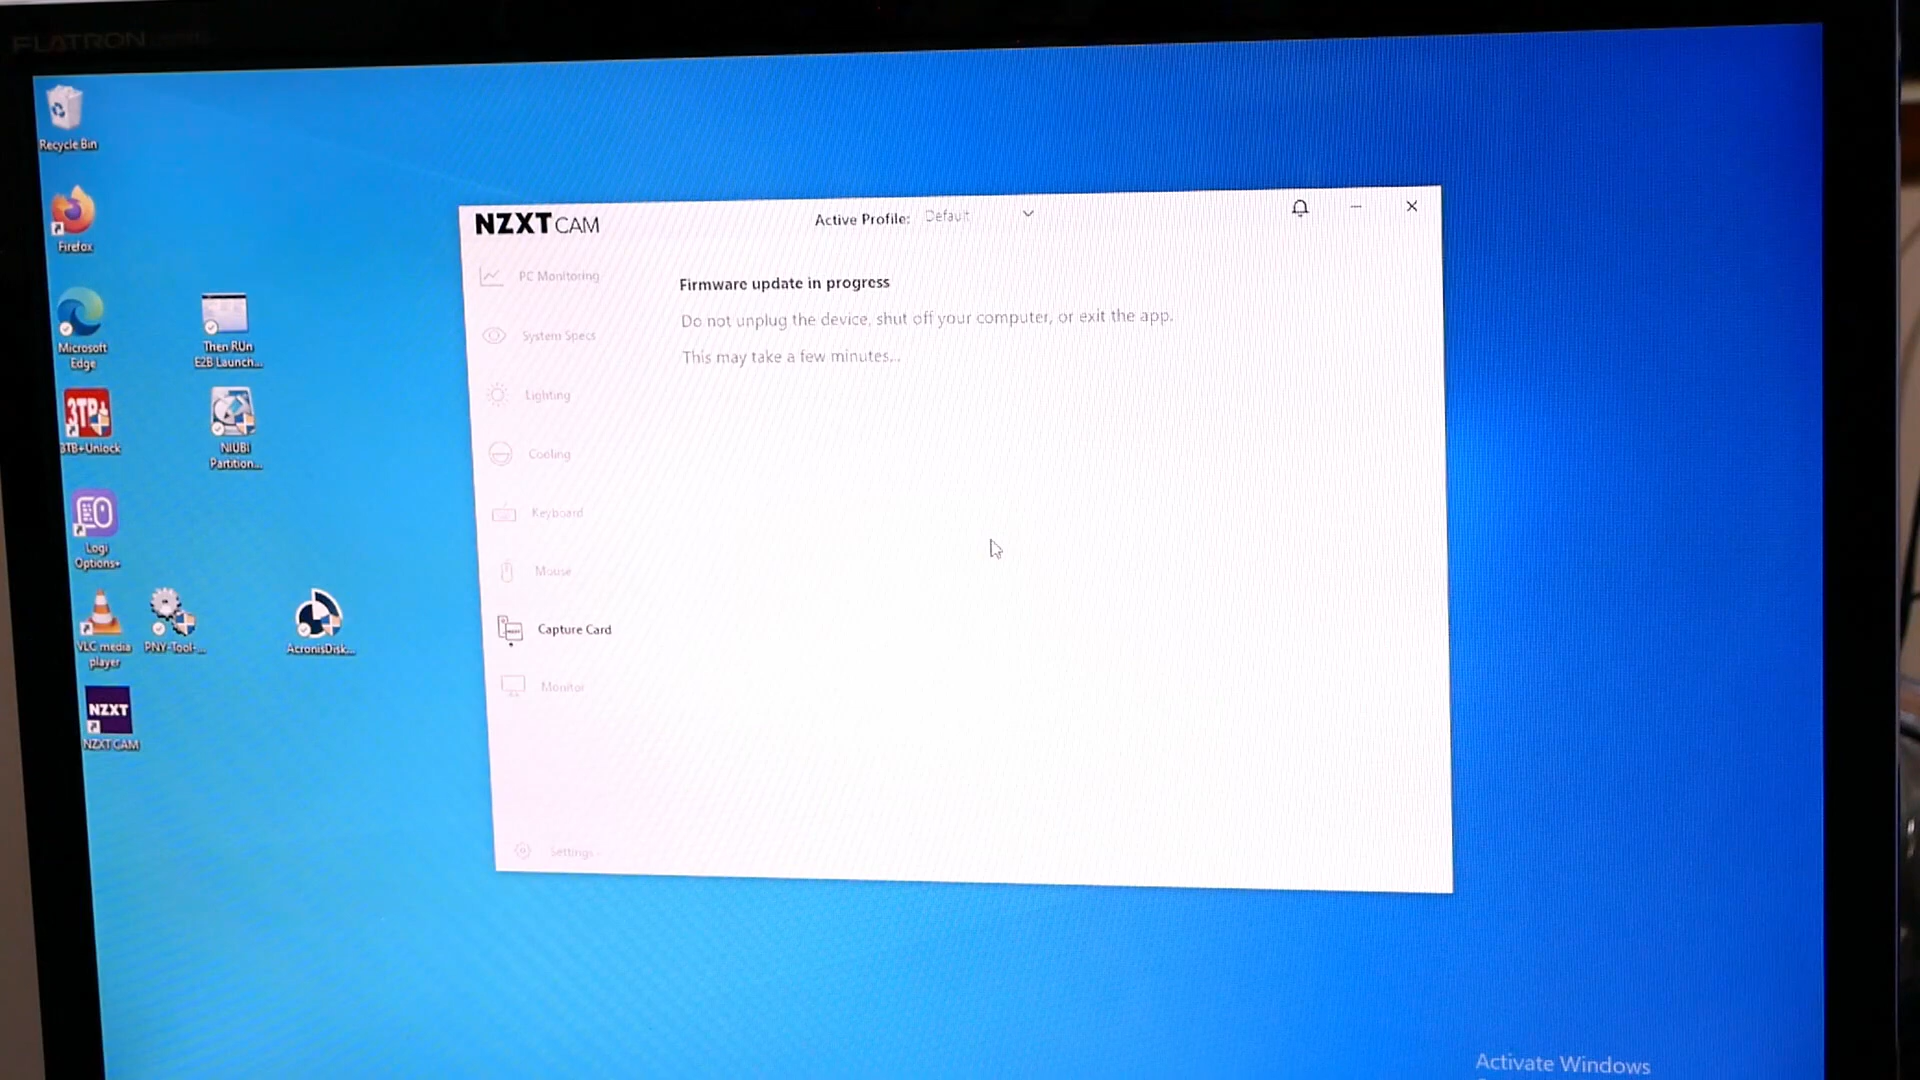 FLATRON
Recycle Bin
Firefox
Microsoft
Edge
Then RUn
E2B Launch...
3TB+
3TB+Unlock
NIUBI
Partition...
Logi
Options+
VLC media
player
PNY-Tool-...
AcronisDisk...
NZXT
NZXT CAM
NZXT CAM
Active Profile: Default
PC Monitoring
System Specs
Lighting
Cooling
Keyboard
Mouse
Capture Card
Monitor
Settings
Firmware update in progress
Do not unplug the device, shut off your computer, or exit the app.
This may take a few minutes...
Activate Windows